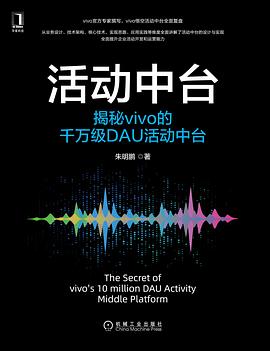 vivo官方专家撰写，vivo悟空活动中台全面复盘
从业务设计、技术架构、核心技术、实现思路、应用实践等维度全面讲解了活动中台的设计与实现
全面提升企业活动开发和运营能力
活动中台
揭秘vivo的
千万级DAU活动中台
朱明鹏◎著
The Secret of
vivo's 10 million DAU Activity
Middle Platform
机械工业出版社
China Machine Press